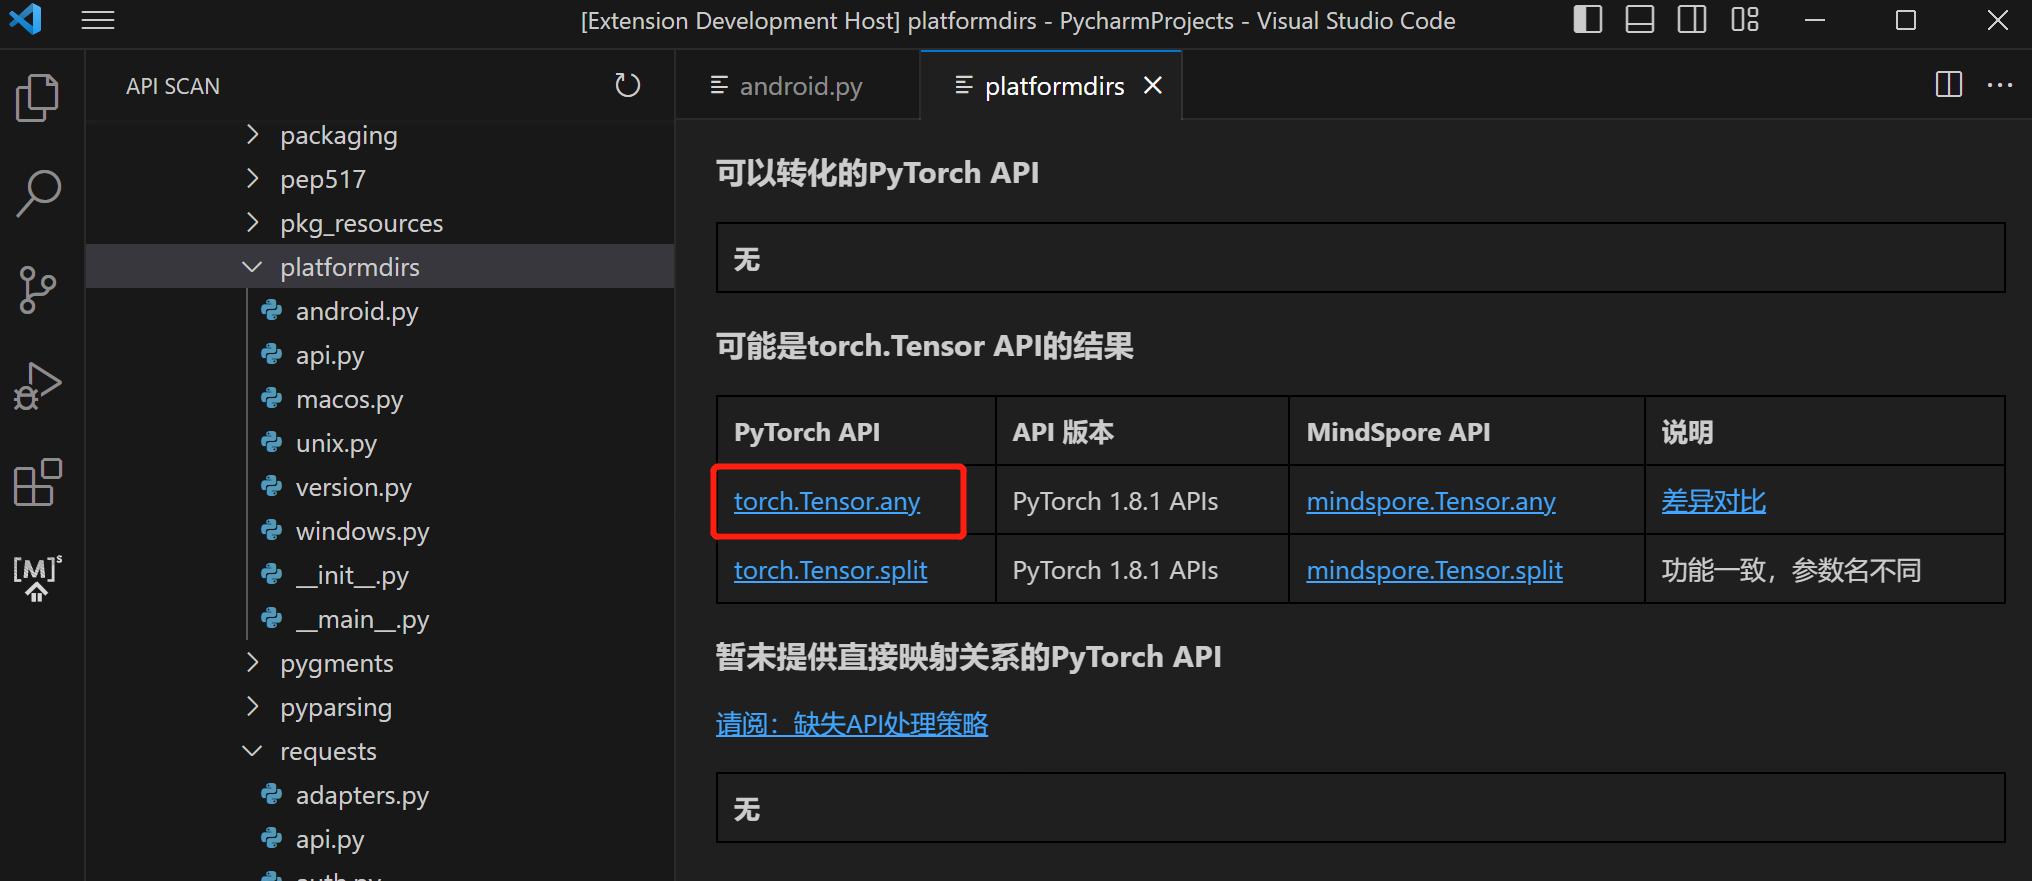 [Extension Development Host] platformdirs - PycharmProjects - Visual Studio Code
API SCAN
packaging
pep517
pkg_resources
platformdirs
android.py
api.py
macos.py
unix.py
version.py
windows.py
__init__.py
__main__.py
pygments
pyparsing
requests
adapters.py
api.py
auth.py
[M]s
android.py
platformdirs
可以转化的PyTorch API
无
可能是torch.Tensor API的结果
PyTorch API API 版本 MindSpore API 说明
torch.Tensor.any PyTorch 1.8.1 APIs mindspore.Tensor.any 差异对比
torch.Tensor.split PyTorch 1.8.1 APIs mindspore.Tensor.split 功能一致，参数名不同
暂未提供直接映射关系的PyTorch API
请阅：缺失API处理策略
无